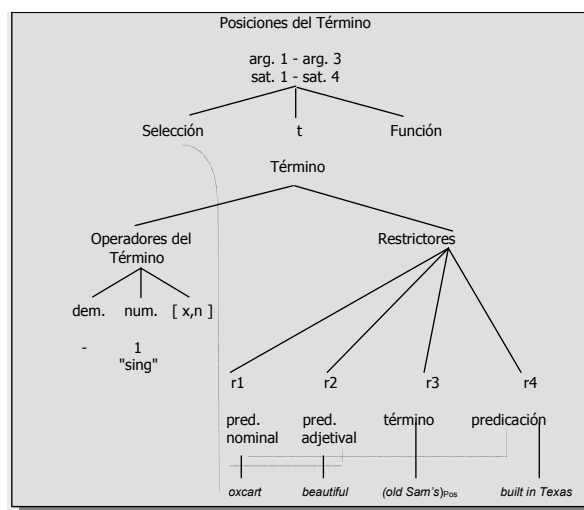 Posiciones del Término
arg. 1 - arg. 3
sat. 1 - sat. 4
Selección t Función
Término
Operadores del Término Restrictores
dem. num. [ x,n ]
- 1
"sing"
r1 r2 r3 r4
pred. nominal pred. adjetival término predicación
oxcart beautiful (old Sam's)Pos built in Texas